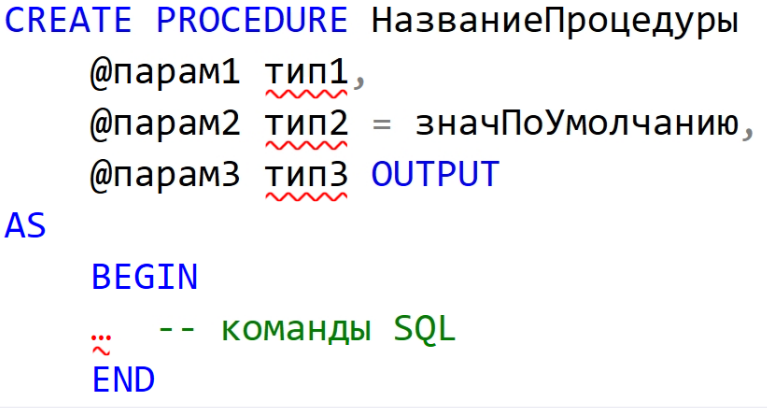 CREATE PROCEDURE НазваниеПроцедуры
@парам1 тип1,
@парам2 тип2 = значПоУмолчанию,
@парам3 тип3 OUTPUT
AS
BEGIN
… -- команды SQL
END